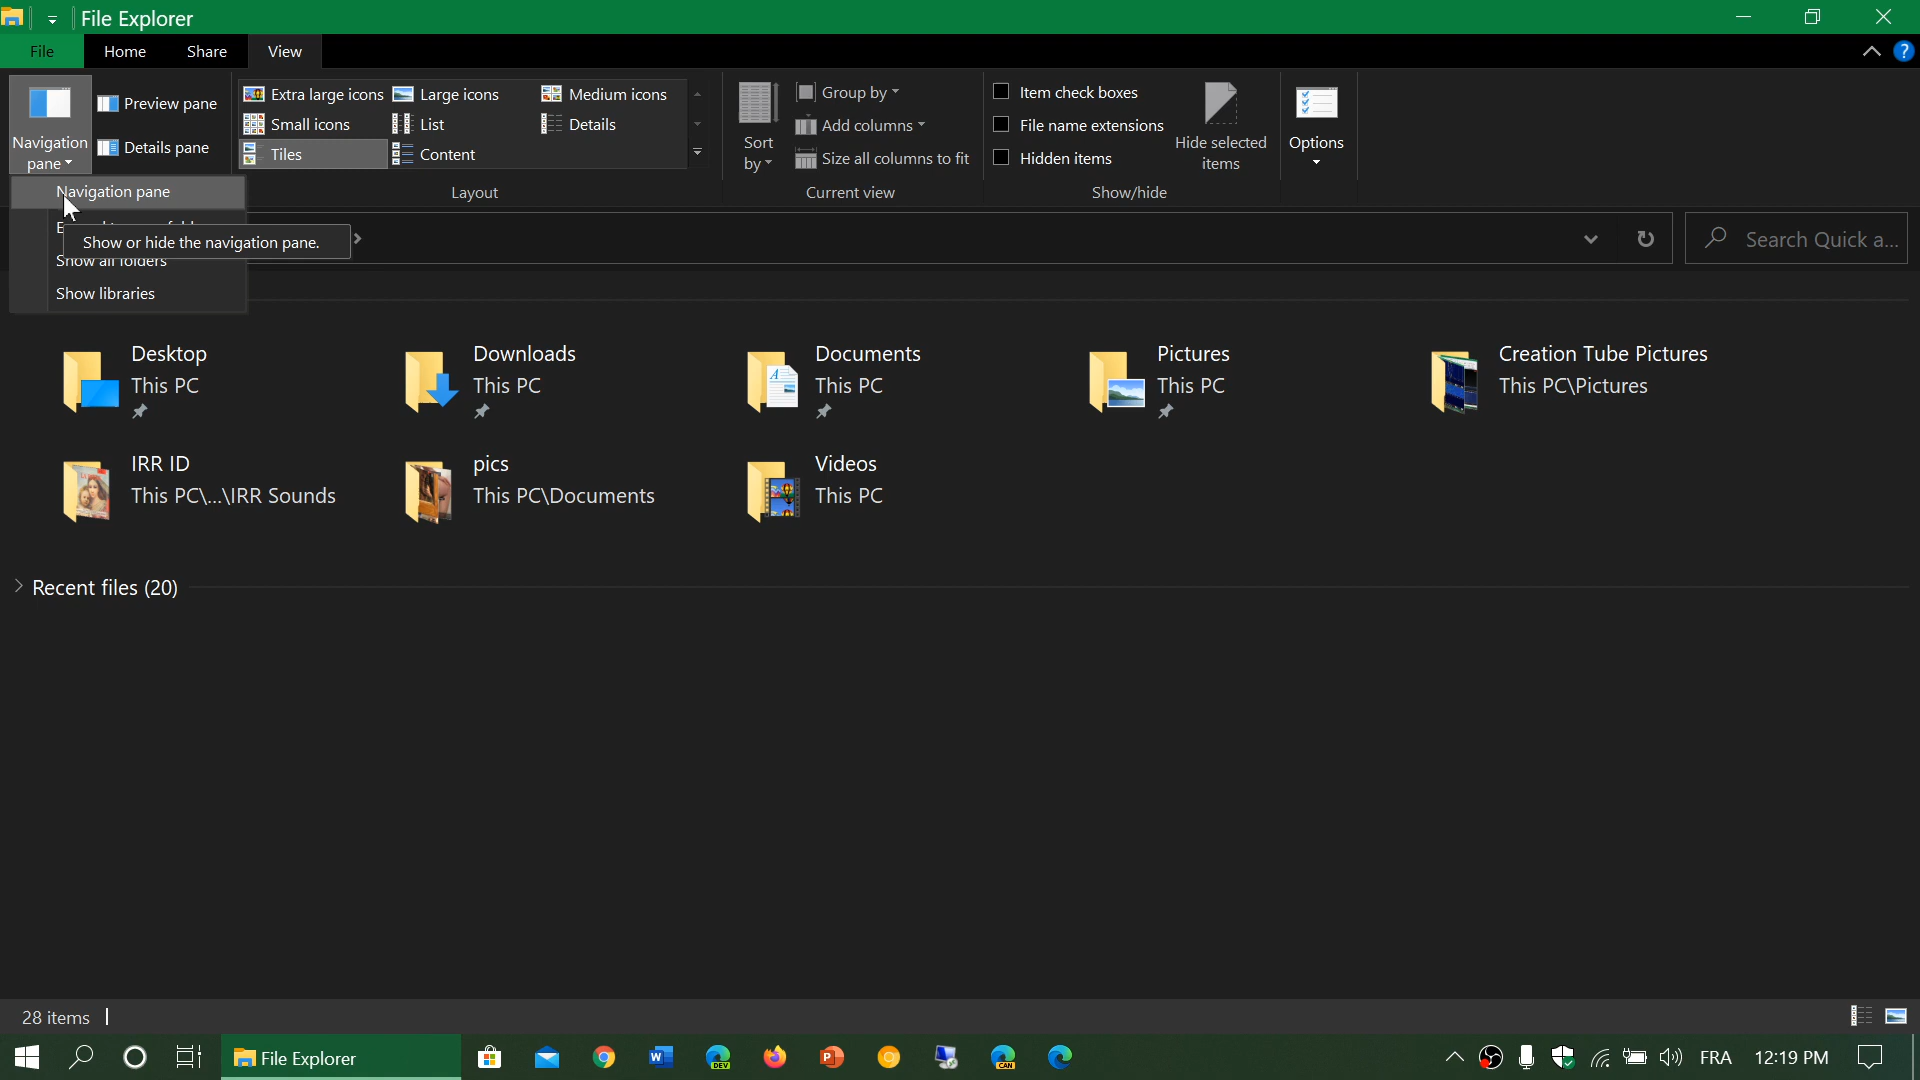 File Explorer
File Home Share View
Navigation pane
Preview pane
Details pane
Extra large icons Large icons Medium icons
Small icons List Details
Tiles Content
Layout
Sort by
Group by
Add columns
Size all columns to fit
Current view
Item check boxes
File name extensions
Hidden items
Hide selected items
Show/hide
Options
Navigation pane
Show or hide the navigation pane.
Show all folders
Show libraries
Search Quick a...
Desktop
This PC
Downloads
This PC
Documents
This PC
Pictures
This PC
Creation Tube Pictures
This PC\Pictures
IRR ID
This PC\...\IRR Sounds
pics
This PC\Documents
Videos
This PC
Recent files (20)
28 items
File Explorer
DEV
CAN
FRA
12:19 PM